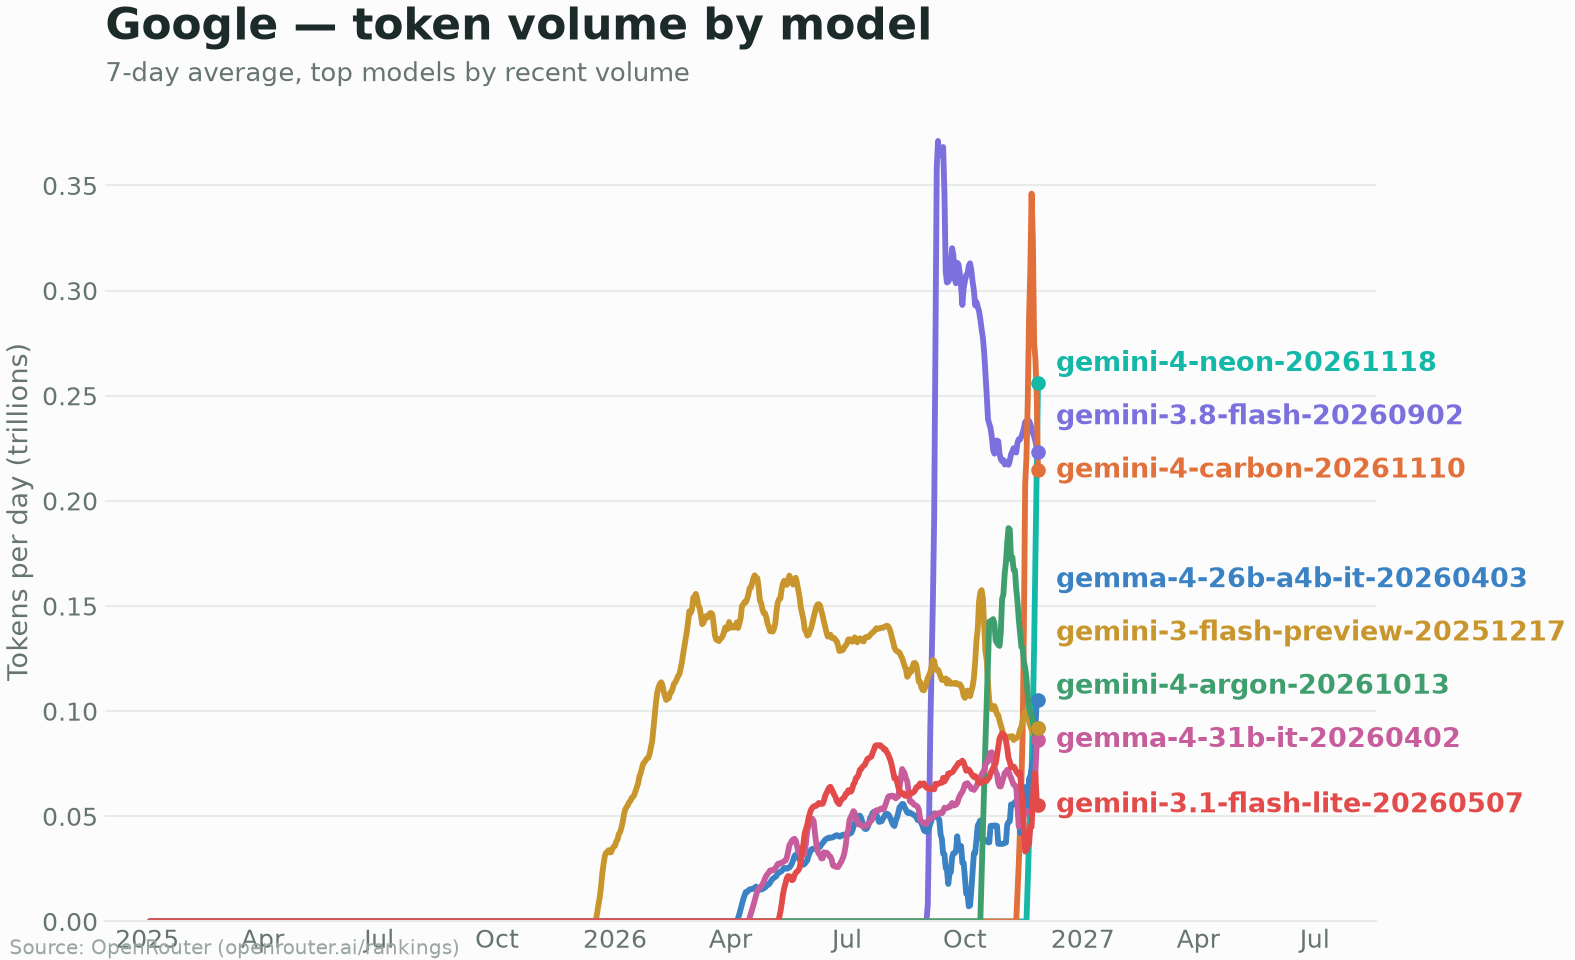 Google — token volume by model
7-day average, top models by recent volume
Tokens per day (trillions)
0.35
0.30
0.25
0.20
0.15
0.10
0.05
0.00
gemini-4-neon-20261118
gemini-3.8-flash-20260902
gemini-4-carbon-20261110
gemma-4-26b-a4b-it-20260403
gemini-3-flash-preview-20251217
gemini-4-argon-20261013
gemma-4-31b-it-20260402
gemini-3.1-flash-lite-20260507
2025 Apr Jul Oct 2026 Apr Jul Oct 2027 Apr Jul
Source: OpenRouter (openrouter.ai/rankings)